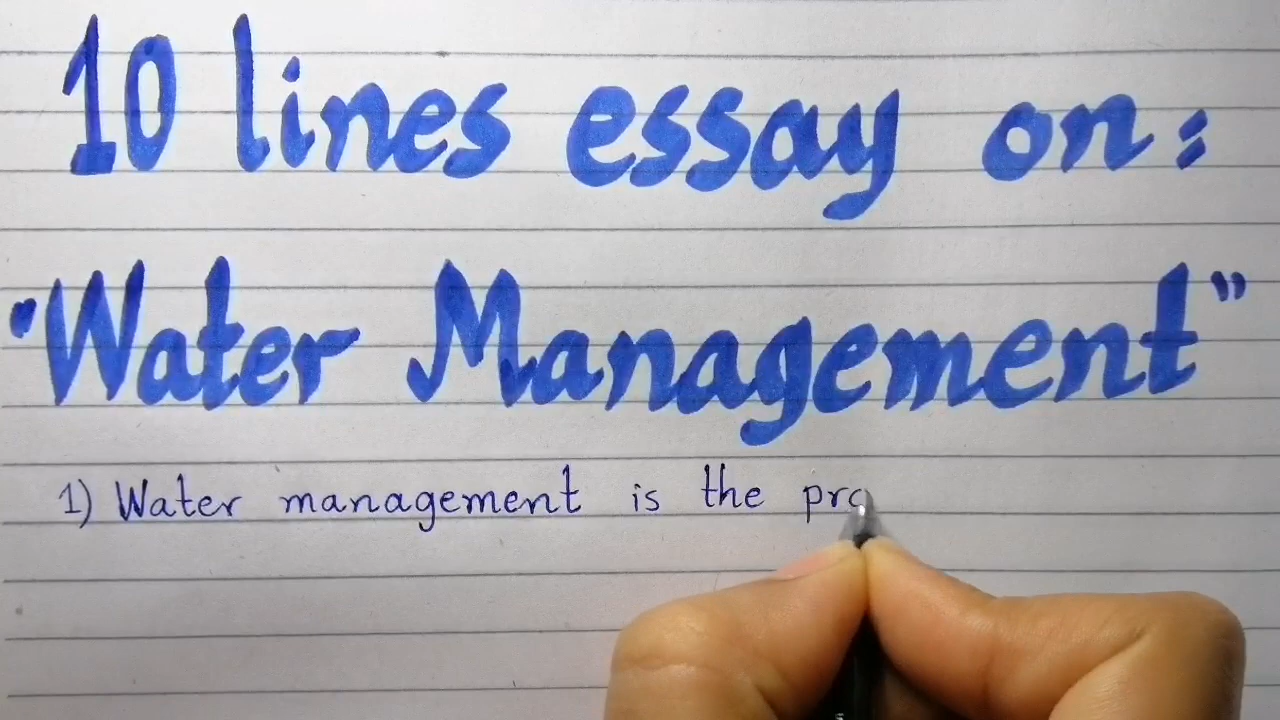 10 lines essay on:
"Water Management"
1) Water management is the